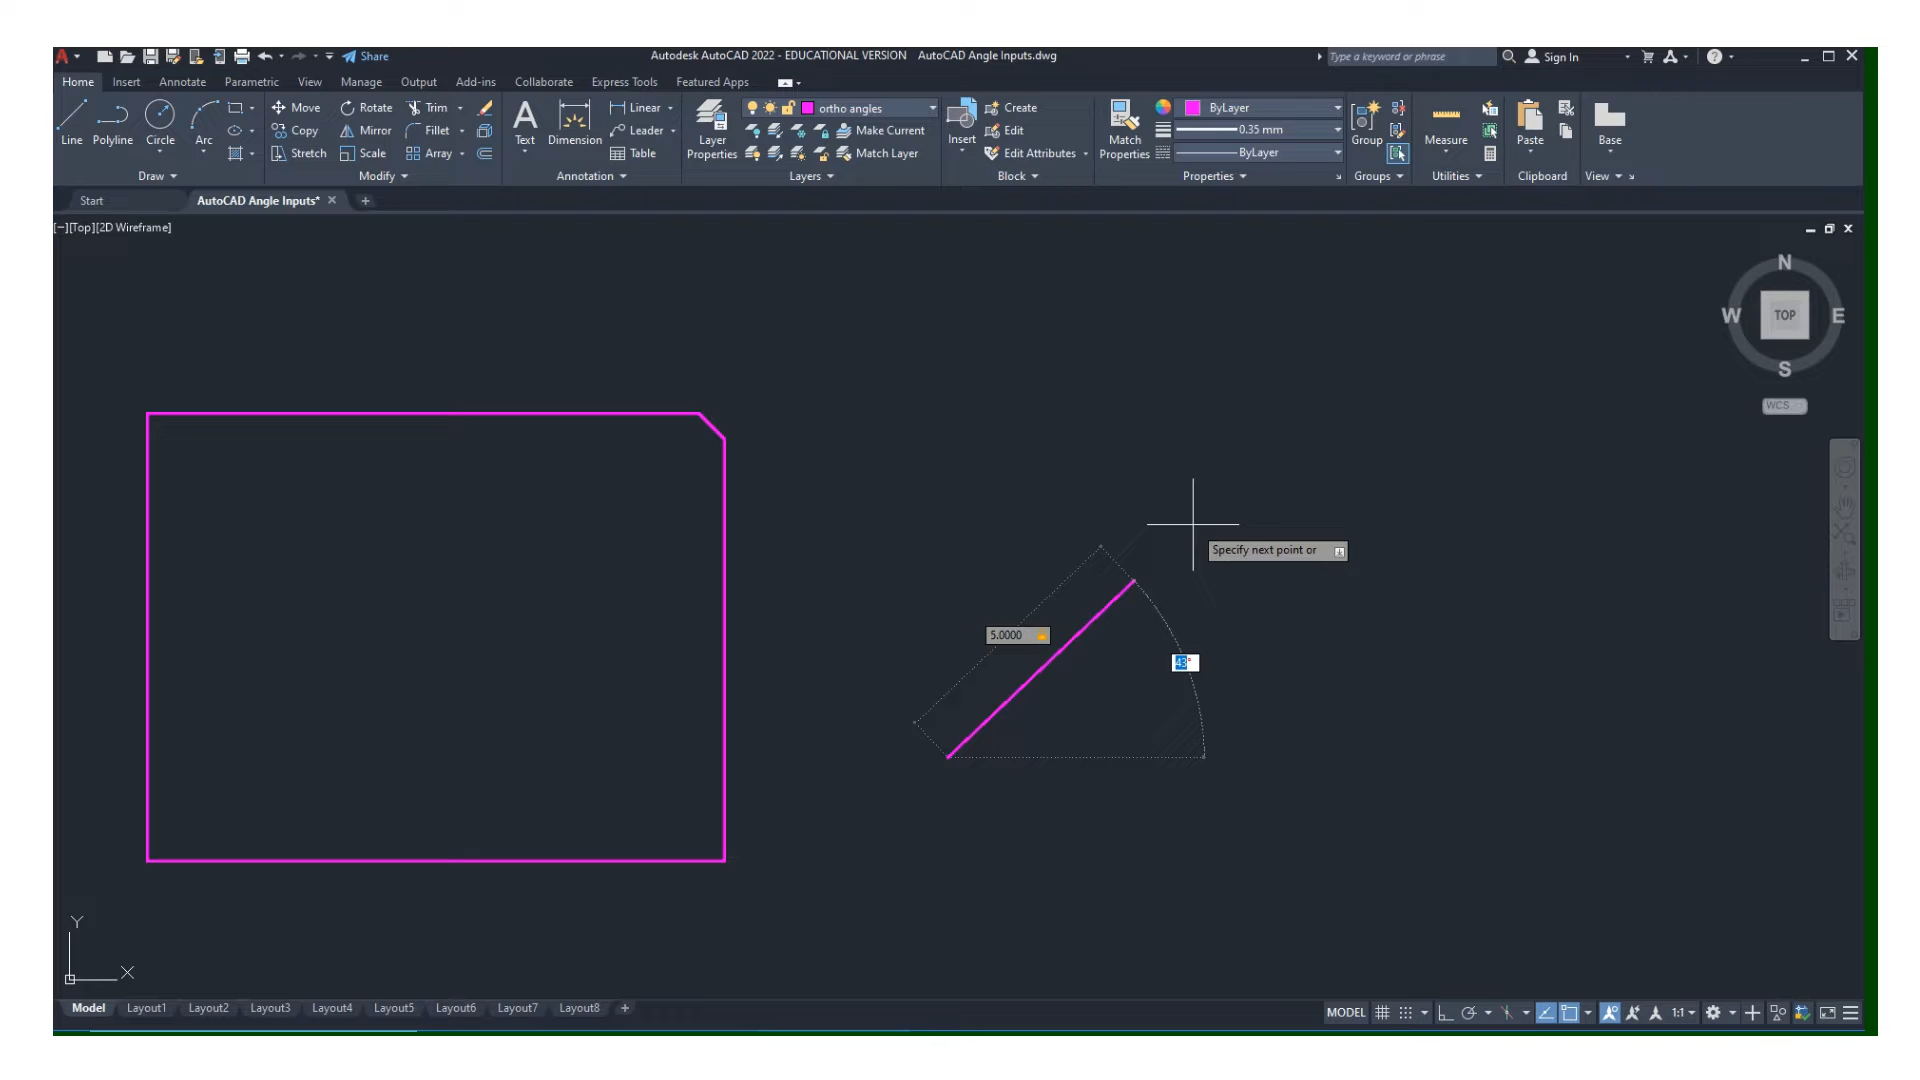 Share
Autodesk AutoCAD 2022 - EDUCATIONAL VERSION AutoCAD Angle Inputs.dwg
Type a keyword or phrase
Sign In
Home Insert Annotate Parametric View Manage Output Add-ins Collaborate Express Tools Featured Apps
Line
Polyline
Circle
Arc
Draw
Move
Rotate
Trim
Copy
Mirror
Fillet
Stretch
Scale
Array
Modify
Text
Dimension
Linear
Leader
Table
Annotation
Layer
Properties
ortho angles
Make Current
Match Layer
Layers
Insert
Create
Edit
Edit Attributes
Block
Match
Properties
ByLayer
0.35 mm
ByLayer
Properties
Group
Groups
Measure
Utilities
Paste
Clipboard
Base
View
Start
AutoCAD Angle Inputs*
[−][Top][2D Wireframe]
N
W
TOP
E
S
WCS
Specify next point or
5.0000
43°
Y
X
Model Layout1 Layout2 Layout3 Layout4 Layout5 Layout6 Layout7 Layout8 +
MODEL
1:1